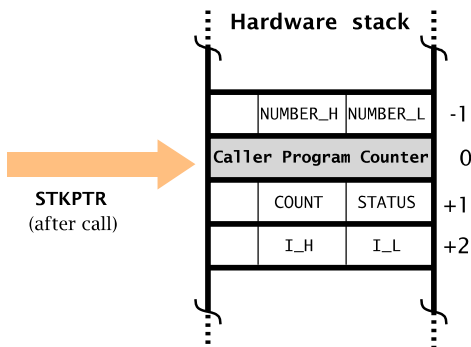 Hardware stack
NUMBER_H NUMBER_L -1
Caller Program Counter 0
STKPTR
(after call)
COUNT STATUS +1
I_H I_L +2